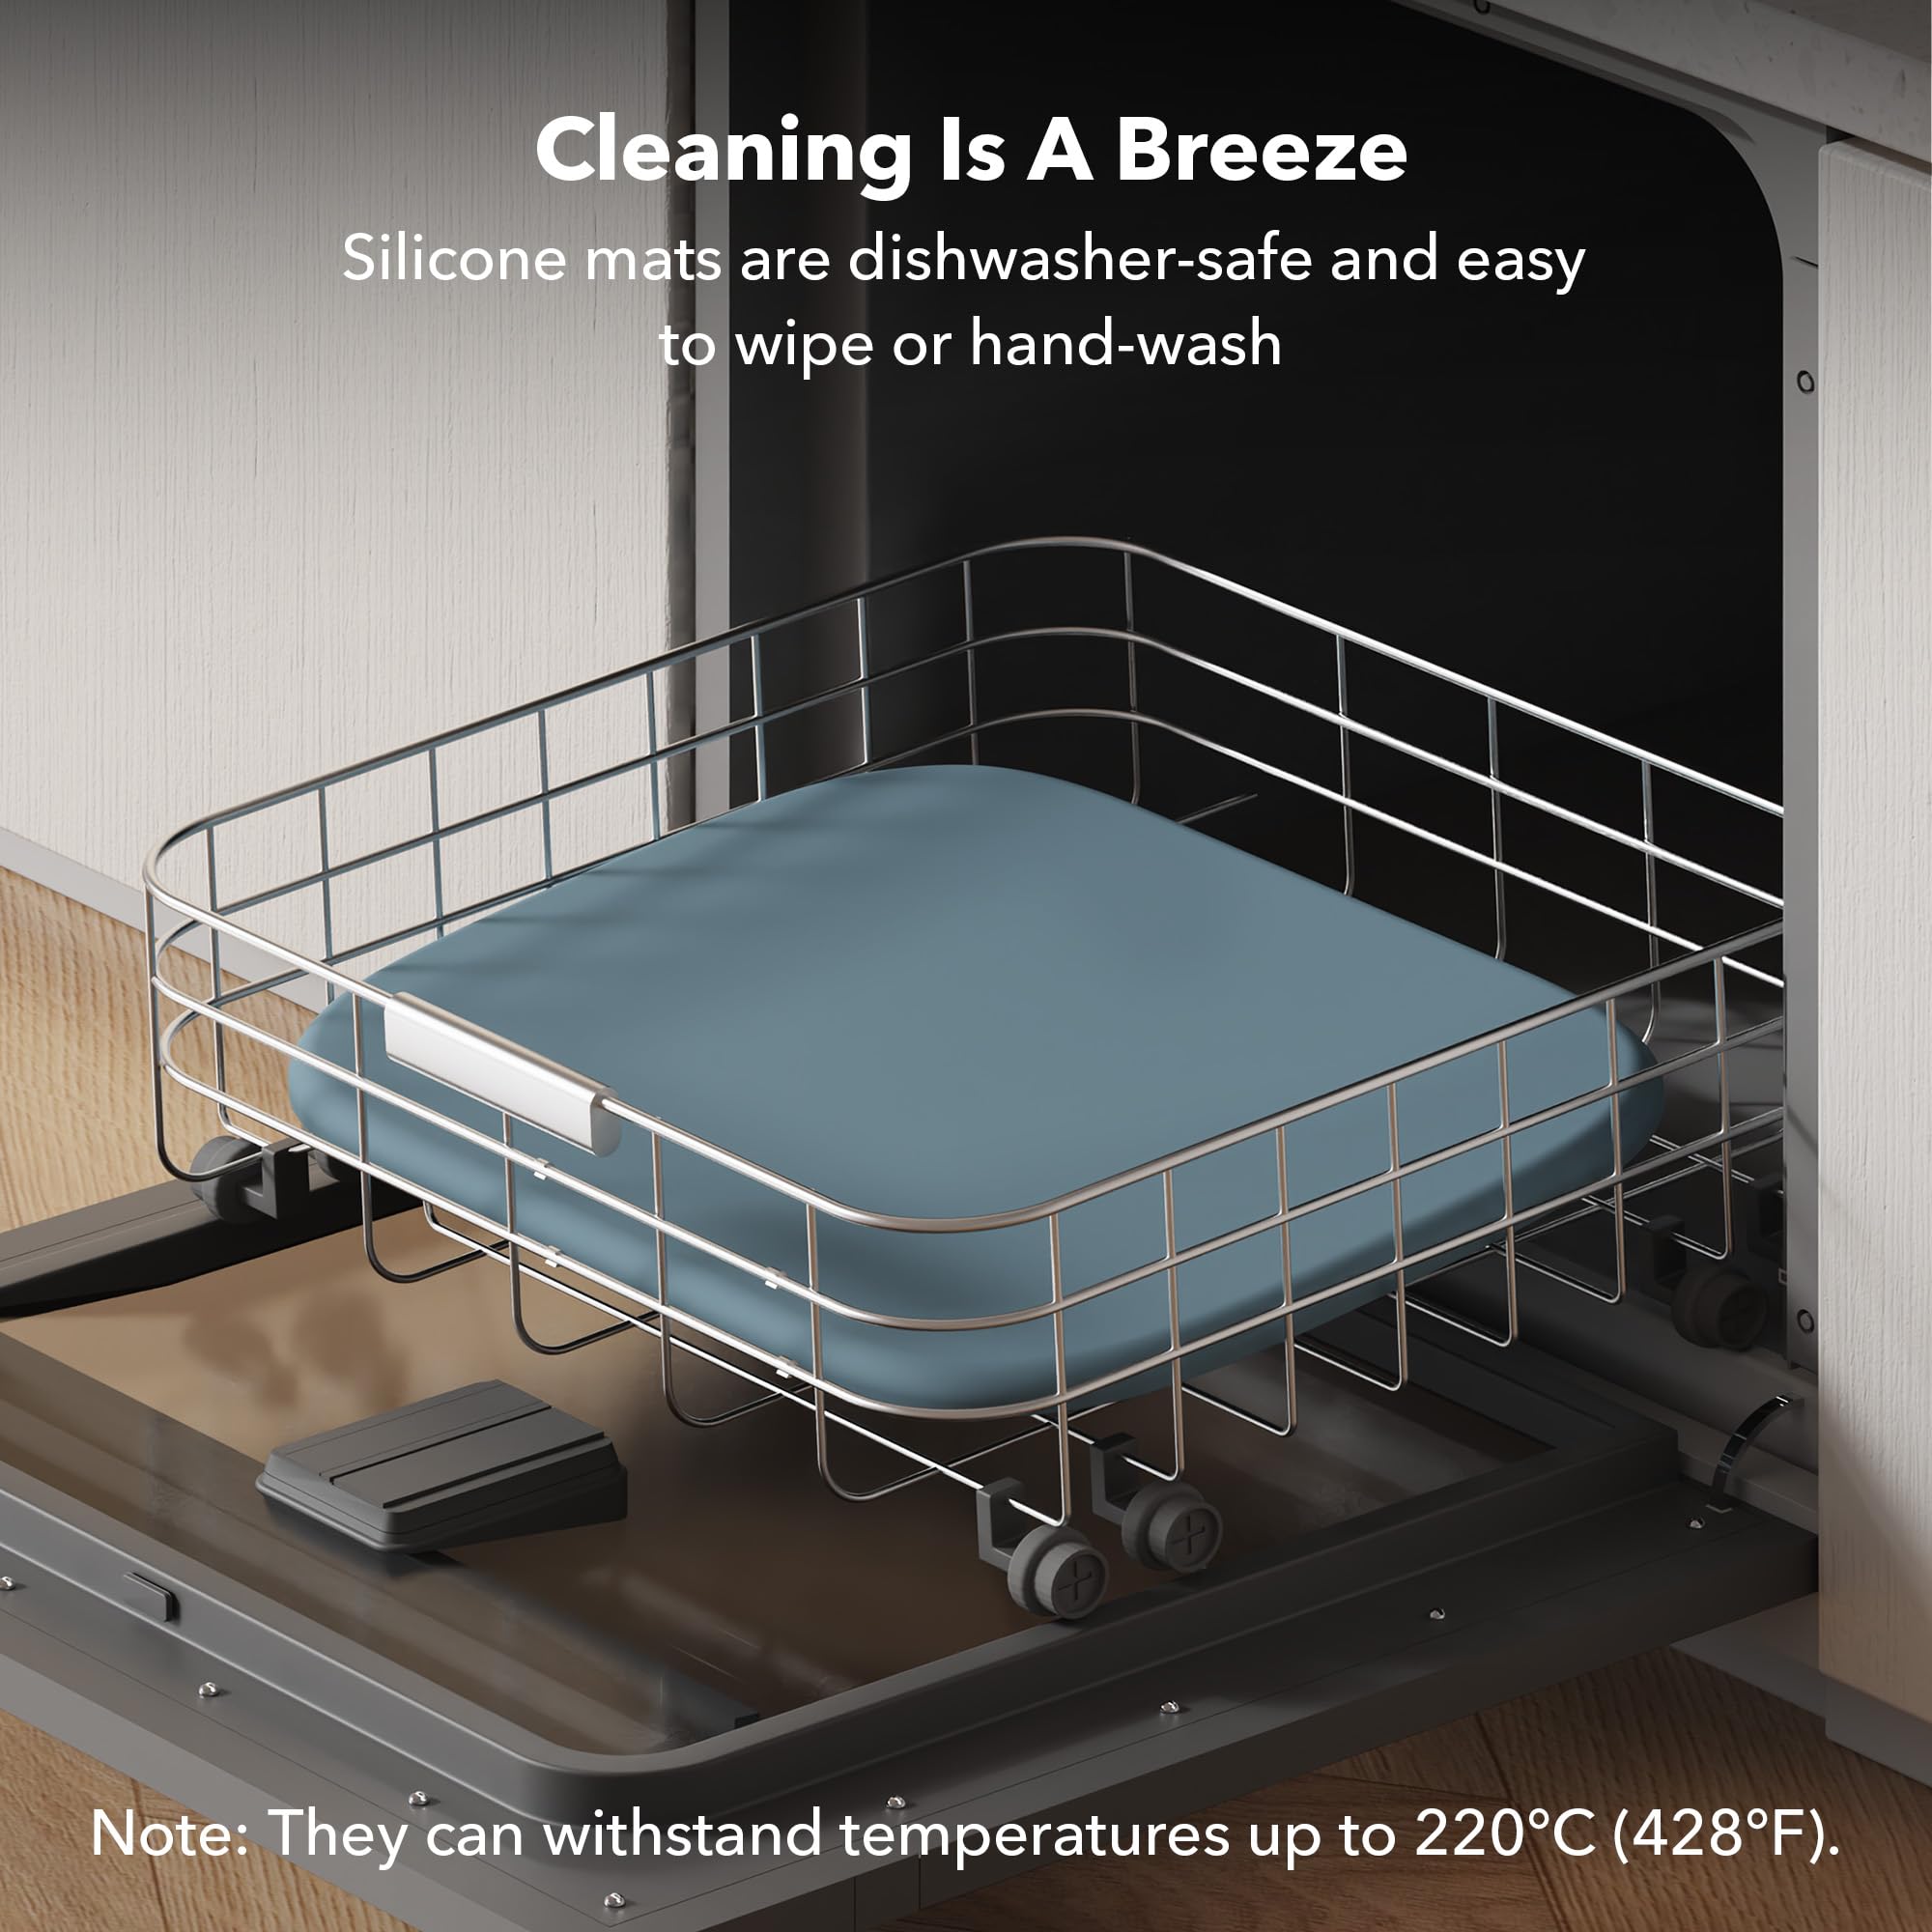 Cleaning Is A Breeze
Silicone mats are dishwasher-safe and easy
to wipe or hand-wash
Note: They can withstand temperatures up to 220°C (428°F).